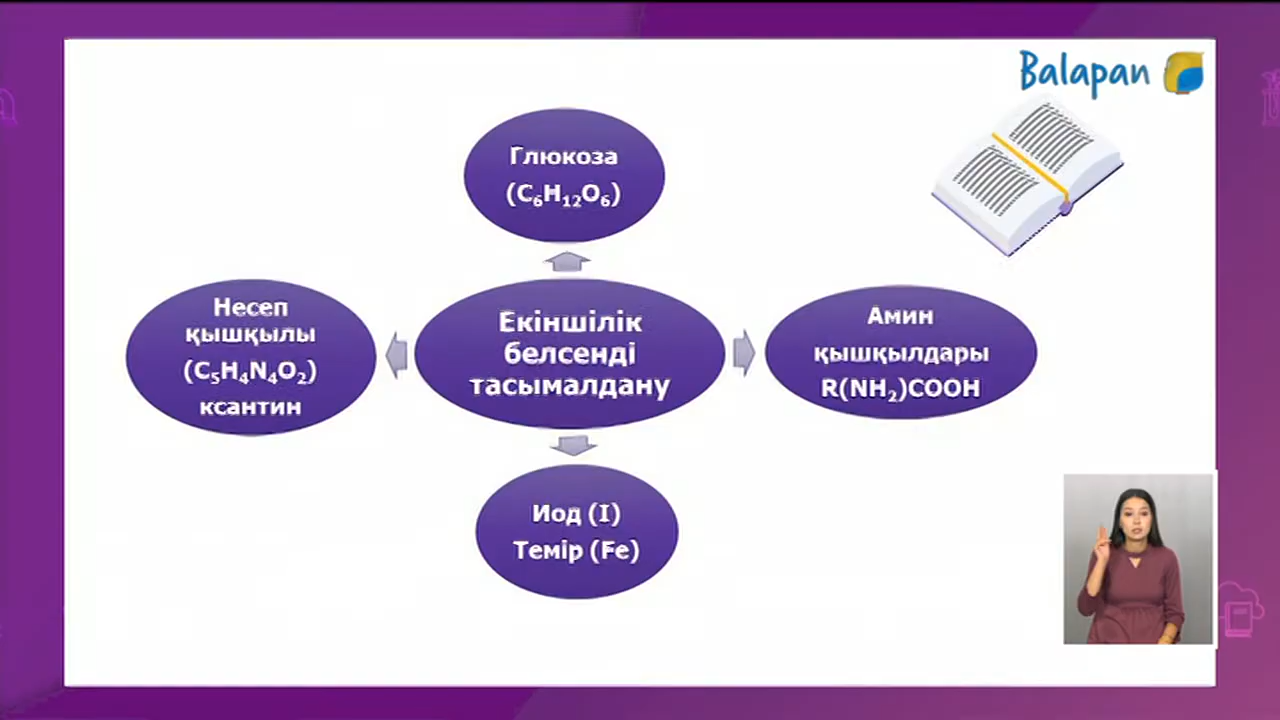 Balapan
Глюкоза
(C₆H₁₂O₆)
Несеп
қышқылы
(C₅H₄N₄O₂)
ксантин
Екіншілік
белсенді
тасымалдану
Амин
қышқылдары
R(NH₂)COOH
Иод (I)
Темір (Fe)